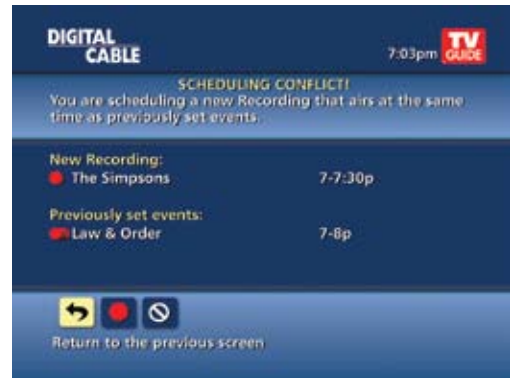 DIGITAL
CABLE
7:03pm
TV
GUIDE
SCHEDULING CONFLICT!
You are scheduling a new Recording that airs at the same
time as previously set events.
New Recording:
The Simpsons 7-7:30p
Previously set events:
Law & Order 7-8p
Return to the previous screen